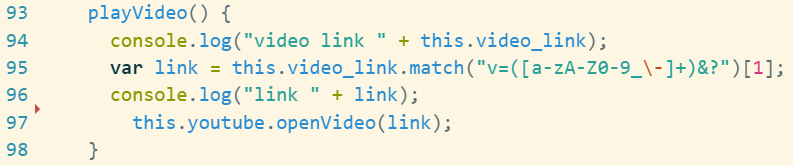 93 playVideo() {
94 console.log("video link " + this.video_link);
95 var link = this.video_link.match("v=([a-zA-Z0-9_\-]+)&?")[1];
96 console.log("link " + link);
97 this.youtube.openVideo(link);
98 }